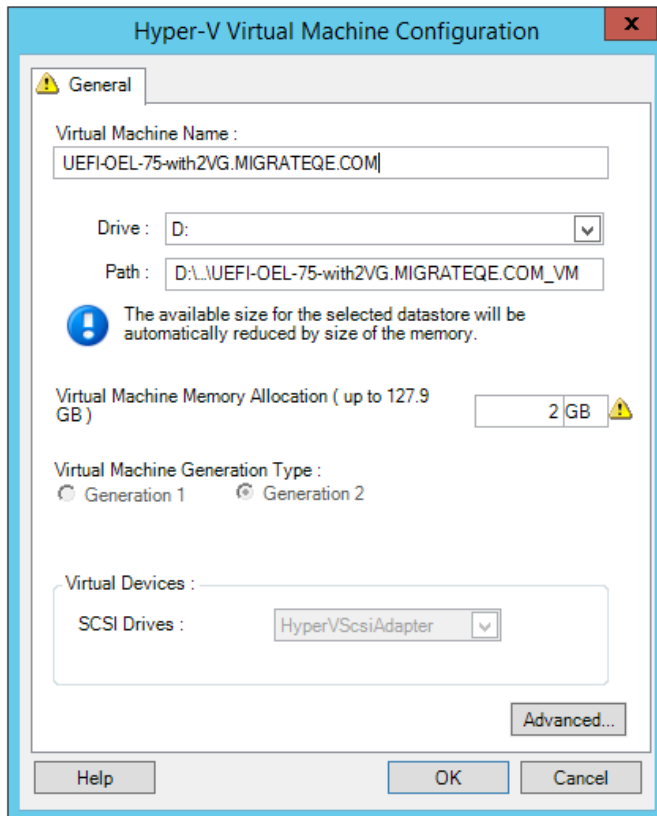 Hyper-V Virtual Machine Configuration
x
General
Virtual Machine Name :
UEFI-OEL-75-with2VG.MIGRATEQE.COM
Drive : D:
Path : D:\...\UEFI-OEL-75-with2VG.MIGRATEQE.COM_VM
The available size for the selected datastore will be
automatically reduced by size of the memory.
Virtual Machine Memory Allocation ( up to 127.9
GB )
2 GB
Virtual Machine Generation Type :
Generation 1 Generation 2
Virtual Devices :
SCSI Drives : HyperVScsiAdapter
Advanced...
Help OK Cancel